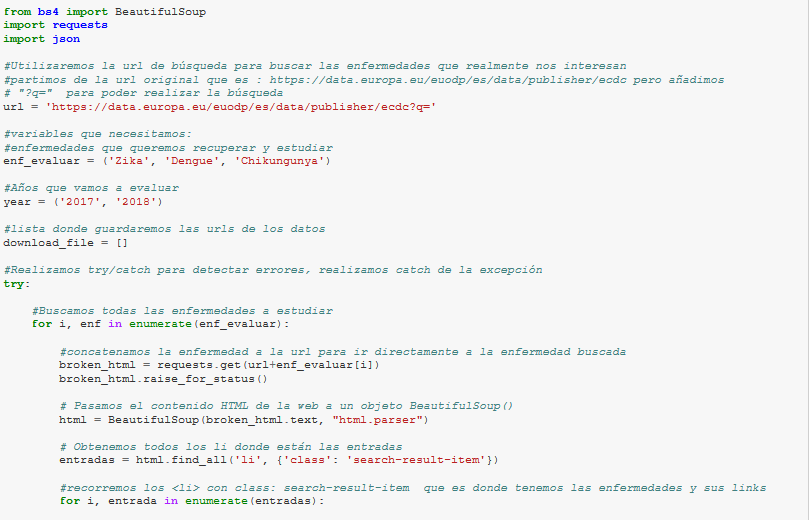 from bs4 import BeautifulSoup
import requests
import json
#Utilizaremos la url de búsqueda para buscar las enfermedades que realmente nos interesan
#partimos de la url original que es : https://data.europa.eu/euodp/es/data/publisher/ecdc pero añadimos
# "?q="  para poder realizar la búsqueda
url = 'https://data.europa.eu/euodp/es/data/publisher/ecdc?q='
#variables que necesitamos:
#enfermedades que queremos recuperar y estudiar
enf_evaluar = ('Zika', 'Dengue', 'Chikungunya')
#Años que vamos a evaluar
year = ('2017', '2018')
#lista donde guardaremos las urls de los datos
download_file = []
#Realizamos try/catch para detectar errores, realizamos catch de la excepción
try:
    #Buscamos todas las enfermedades a estudiar
    for i, enf in enumerate(enf_evaluar):
        #concatenamos la enfermedad a la url para ir directamente a la enfermedad buscada
        broken_html = requests.get(url+enf_evaluar[i])
        broken_html.raise_for_status()
        # Pasamos el contenido HTML de la web a un objeto BeautifulSoup()
        html = BeautifulSoup(broken_html.text, "html.parser")
        # Obtenemos todos los li donde están las entradas
        entradas = html.find_all('li', {'class': 'search-result-item'})
        #recorremos los <li> con class: search-result-item  que es donde tenemos las enfermedades y sus links
        for i, entrada in enumerate(entradas):